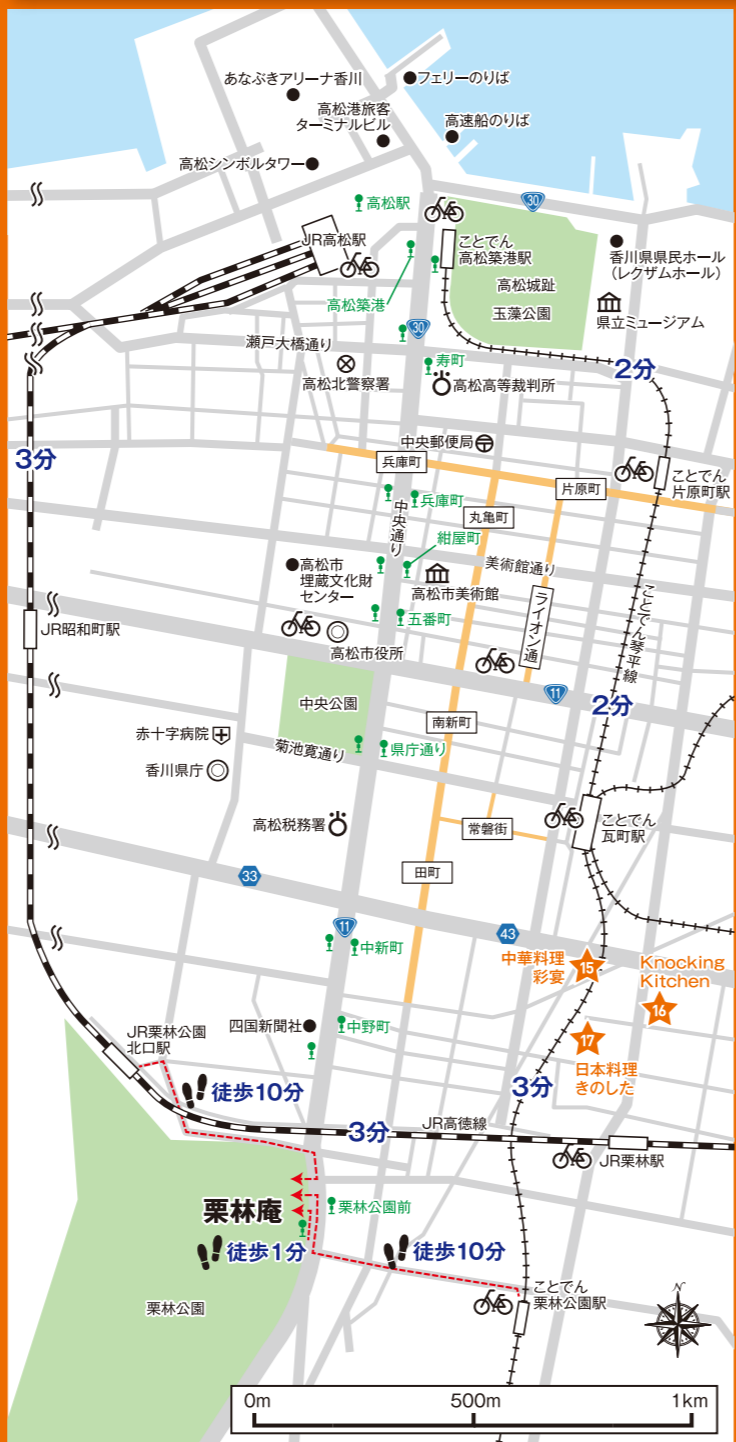 あなぶきアリーナ香川
フェリーのりば
高松港旅客
ターミナルビル
高速船のりば
高松シンボルタワー
高松駅
30
JR高松駅
ことでん
高松築港駅
香川県県民ホール
(レクザムホール)
高松城趾
玉藻公園
高松築港
県立ミュージアム
30
瀬戸大橋通り
寿町
2分
高松北警察署
高松高等裁判所
中央郵便局
3分
兵庫町
片原町
ことでん
片原町駅
兵庫町
丸亀町
中央通り
紺屋町
美術館通り
高松市
埋蔵文化財
センター
高松市美術館
ライオン通
ことでん琴平線
五番町
JR昭和町駅
高松市役所
11
中央公園
2分
南新町
赤十字病院
菊池寛通り
県庁通り
香川県庁
高松税務署
常磐街
ことでん
瓦町駅
田町
33
11
43
中新町
中華料理
彩宴
15
Knocking
Kitchen
16
四国新聞社
中野町
17
日本料理
きのした
JR栗林公園
北口駅
徒歩10分
3分
3分
JR高徳線
JR栗林駅
栗林庵
栗林公園前
徒歩1分
徒歩10分
ことでん
栗林公園駅
栗林公園
N
0m
500m
1km